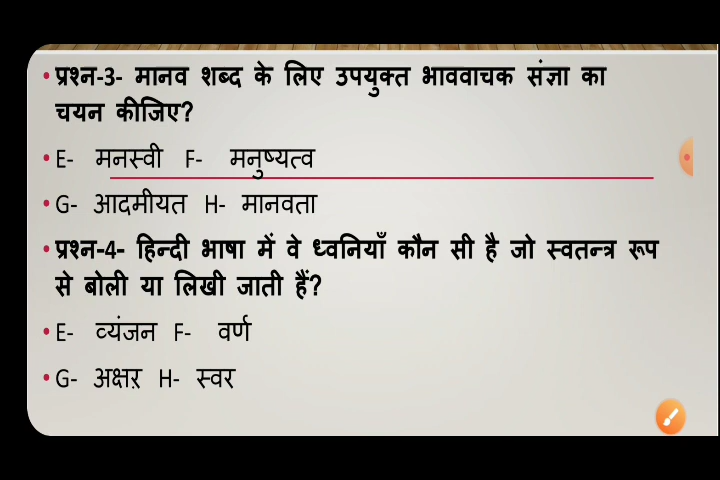 प्रश्न-3- मानव शब्द के लिए उपयुक्त भाववाचक संज्ञा का
चयन कीजिए?
E- मनस्वी F- मनुष्यत्व
G- आदमीयत H- मानवता
प्रश्न-4- हिन्दी भाषा में वे ध्वनियाँ कौन सी है जो स्वतन्त्र रूप
से बोली या लिखी जाती हैं?
E- व्यंजन F- वर्ण
G- अक्षऱ H- स्वर